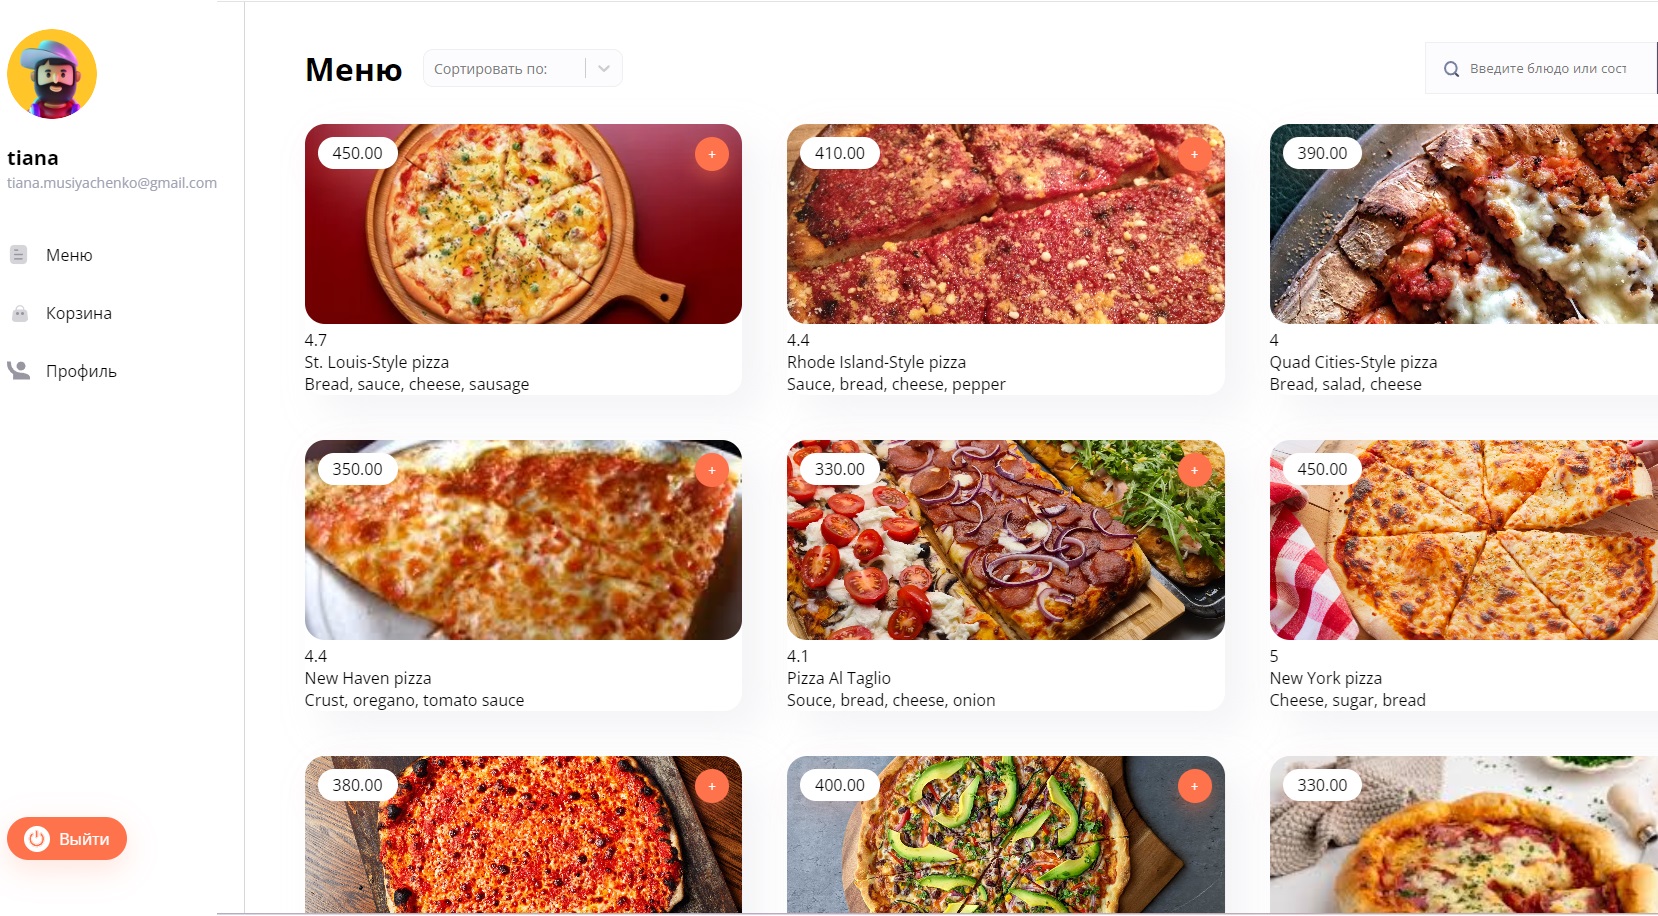 tiana
tiana.musiyachenko@gmail.com
Меню
Корзина
Профиль
Выйти
Меню
Сортировать по:
Введите блюдо или сост
450.00
+
410.00
+
390.00
4.7
St. Louis-Style pizza
Bread, sauce, cheese, sausage
4.4
Rhode Island-Style pizza
Sauce, bread, cheese, pepper
4
Quad Cities-Style pizza
Bread, salad, cheese
350.00
+
330.00
+
450.00
4.4
New Haven pizza
Crust, oregano, tomato sauce
4.1
Pizza Al Taglio
Souce, bread, cheese, onion
5
New York pizza
Cheese, sugar, bread
380.00
+
400.00
+
330.00